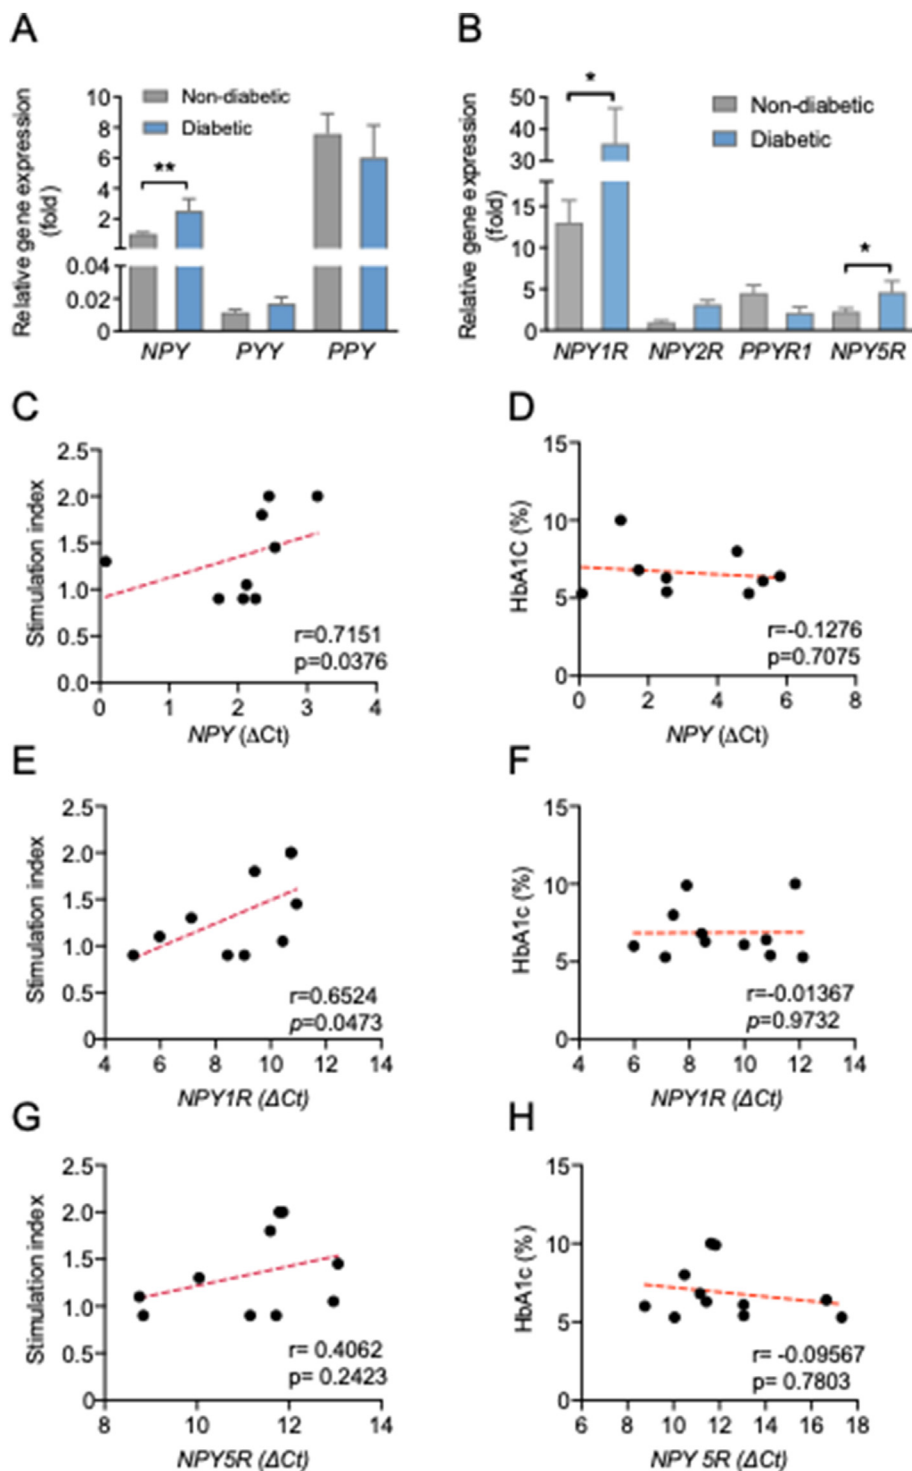 A
Relative gene expression
(fold)
Non-diabetic
Diabetic
10
8
6
4
2
0.04
0.02
0
**
NPY
PYY
PPY
B
Relative gene expression
(fold)
Non-diabetic
Diabetic
50
40
30
15
10
5
0
*
*
NPY1R
NPY2R
PPYR1
NPY5R
C
Stimulation index
2.5
2.0
1.5
1.0
0.5
0.0
r=0.7151
p=0.0376
0
1
2
3
4
NPY (ΔCt)
D
HbA1C (%)
15
10
5
0
r=-0.1276
p=0.7075
0
2
4
6
8
NPY (ΔCt)
E
Stimulation index
2.5
2.0
1.5
1.0
0.5
0
r=0.6524
p=0.0473
4
6
8
10
12
14
NPY1R (ΔCt)
F
HbA1c (%)
15
10
5
0
r=-0.01367
p=0.9732
4
6
8
10
12
14
NPY1R (ΔCt)
G
Stimulation index
2.5
2.0
1.5
1.0
0.5
0
r= 0.4062
p= 0.2423
8
10
12
14
NPY5R (ΔCt)
H
HbA1c (%)
15
10
5
0
r= -0.09567
p= 0.7803
6
8
10
12
14
16
18
NPY 5R (ΔCt)